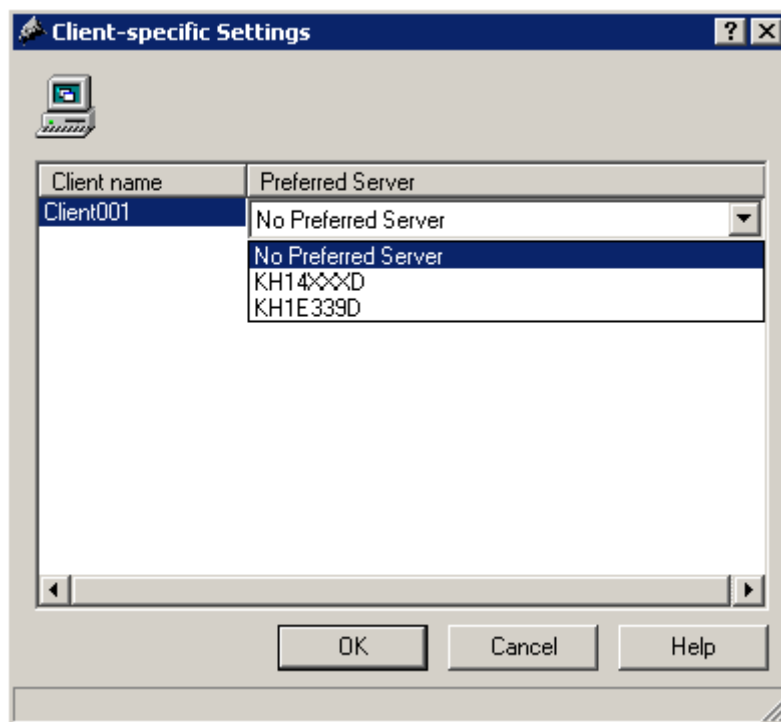 Client-specific Settings
Client name Preferred Server
Client001 No Preferred Server
No Preferred Server
KH14XXXD
KH1E339D
OK Cancel Help